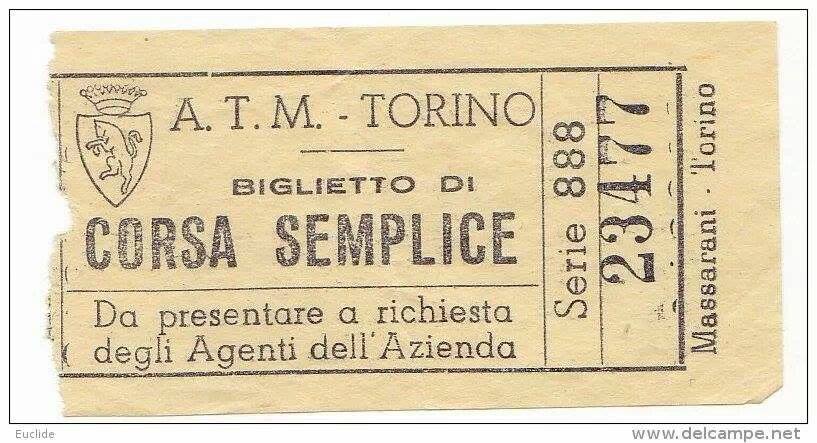 A. T. M. - TORINO
BIGLIETTO DI
CORSA SEMPLICE
Da presentare a richiesta
degli Agenti dell'Azienda
Serie 888
23477
Massarani - Torino
Euclide
delcampe.net